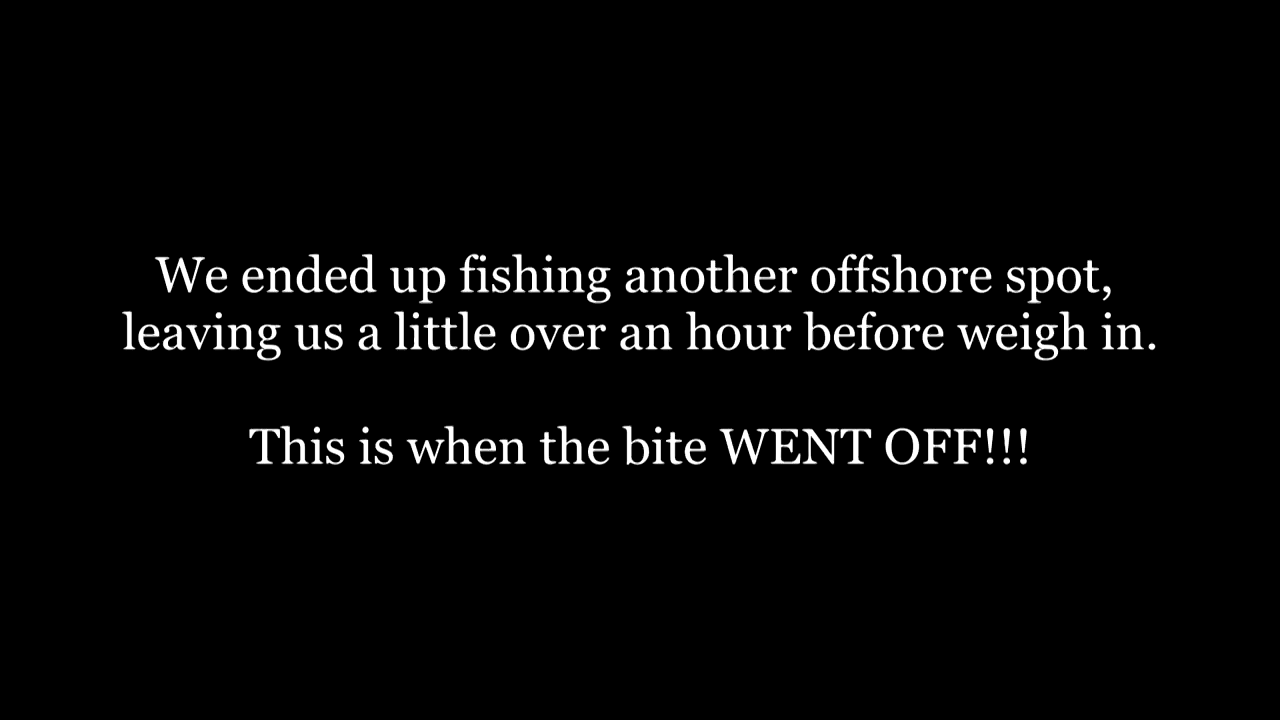 We ended up fishing another offshore spot,
leaving us a little over an hour before weigh in.
This is when the bite WENT OFF!!!